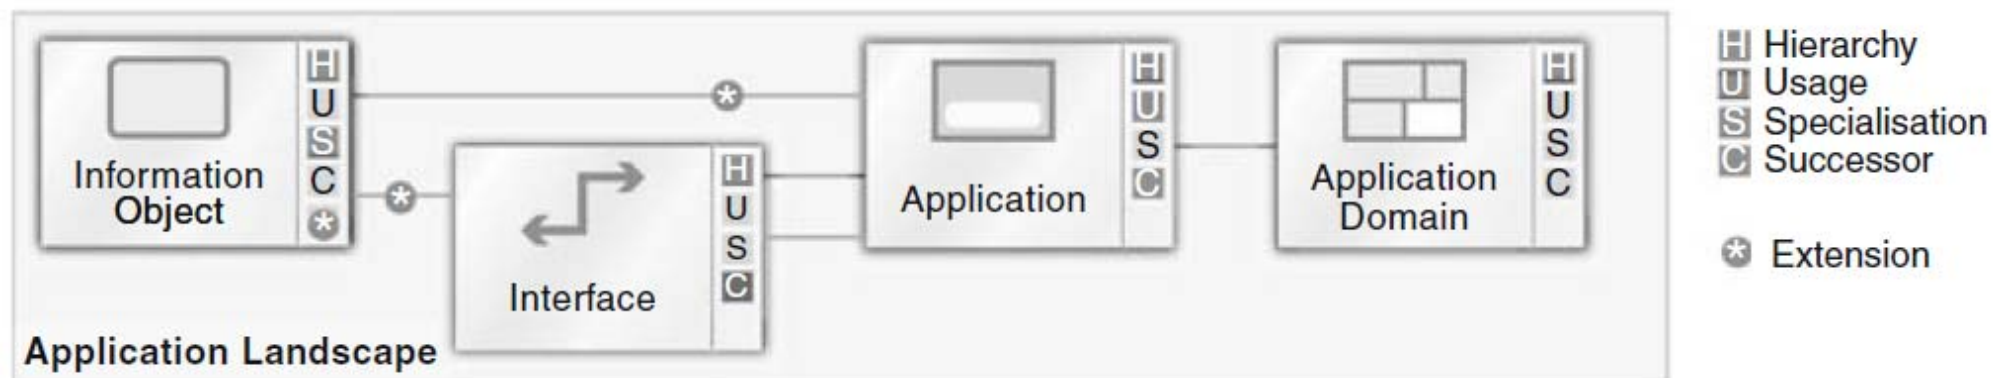 Information
Object
H
U
S
C
*
*
*
Interface
H
U
S
C
Application
H
U
S
C
Application
Domain
H
U
S
C
Application Landscape
H Hierarchy
U Usage
S Specialisation
C Successor
* Extension